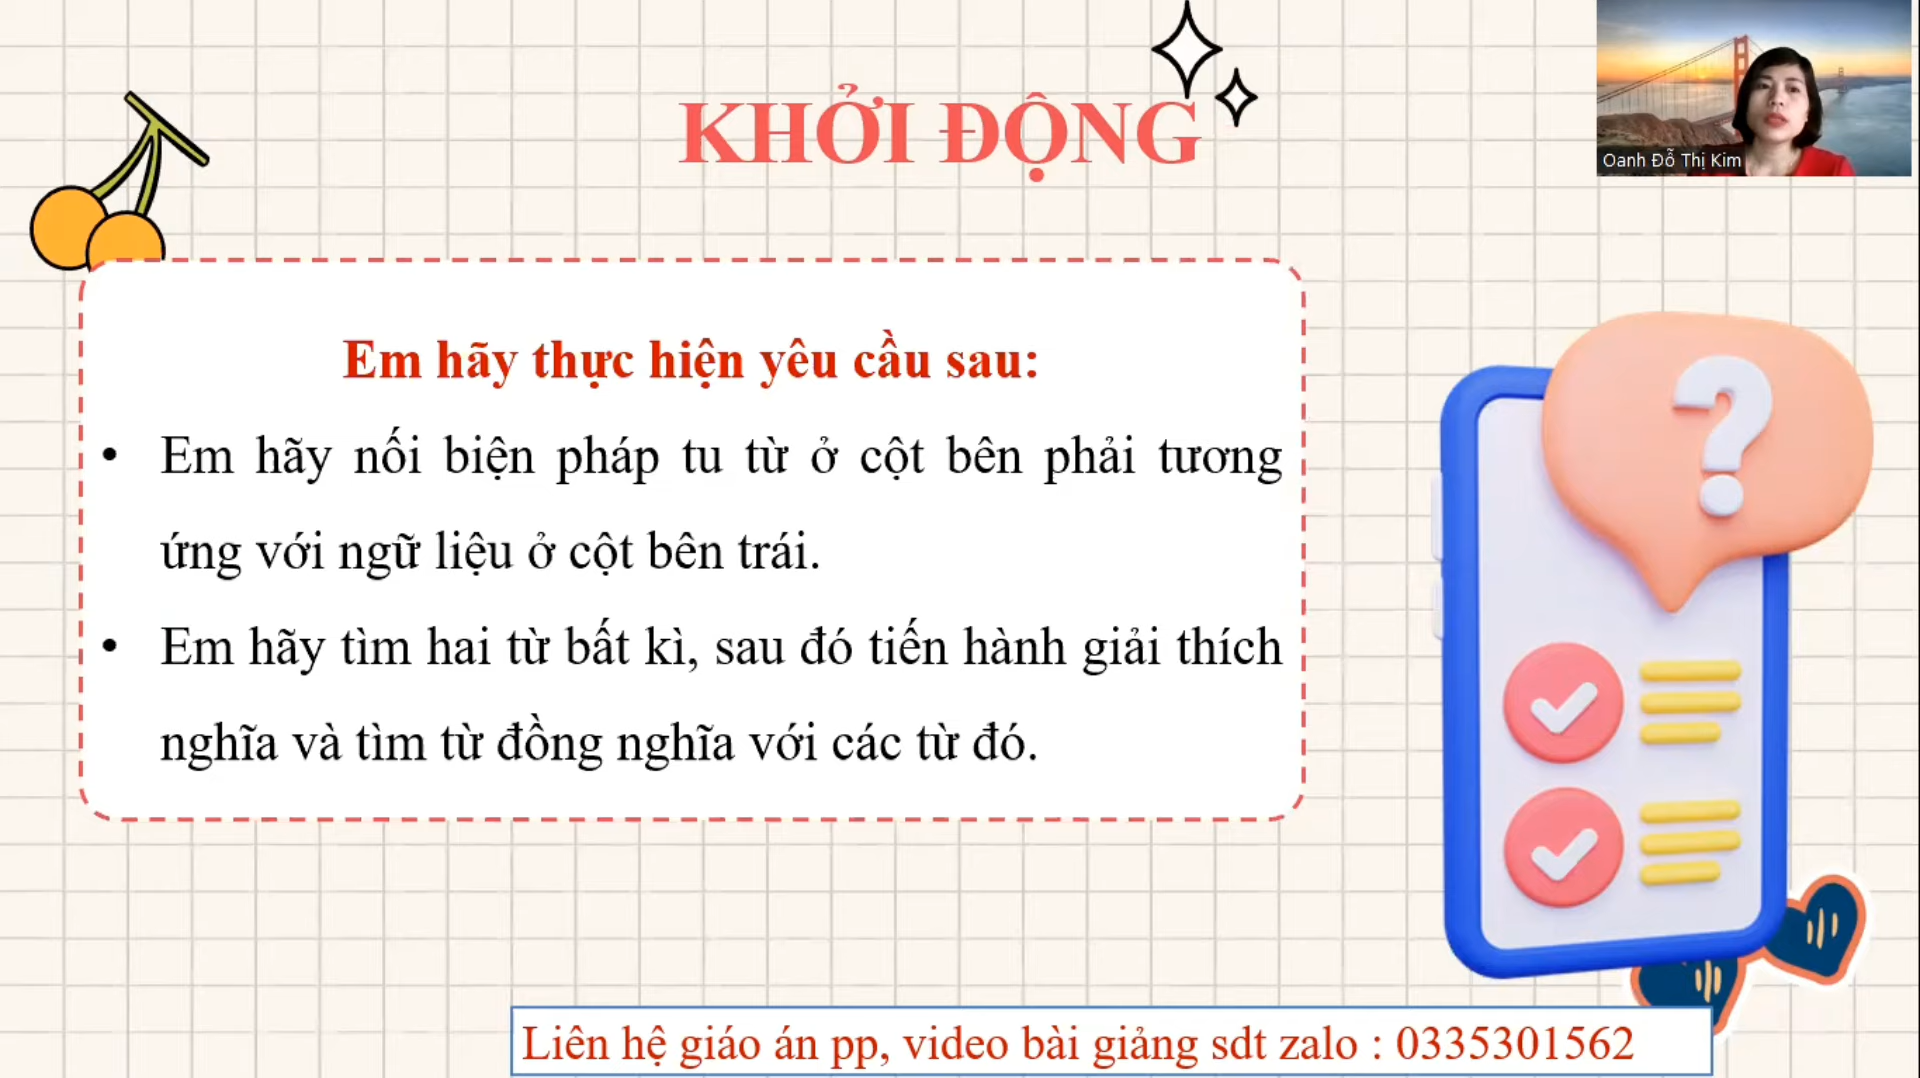 KHỞI ĐỘNG
Oanh Đỗ Thị Kim
Em hãy thực hiện yêu cầu sau:
• Em hãy nối biện pháp tu từ ở cột bên phải tương
ứng với ngữ liệu ở cột bên trái.
• Em hãy tìm hai từ bất kì, sau đó tiến hành giải thích
nghĩa và tìm từ đồng nghĩa với các từ đó.
?
Liên hệ giáo án pp, video bài giảng sdt zalo : 0335301562